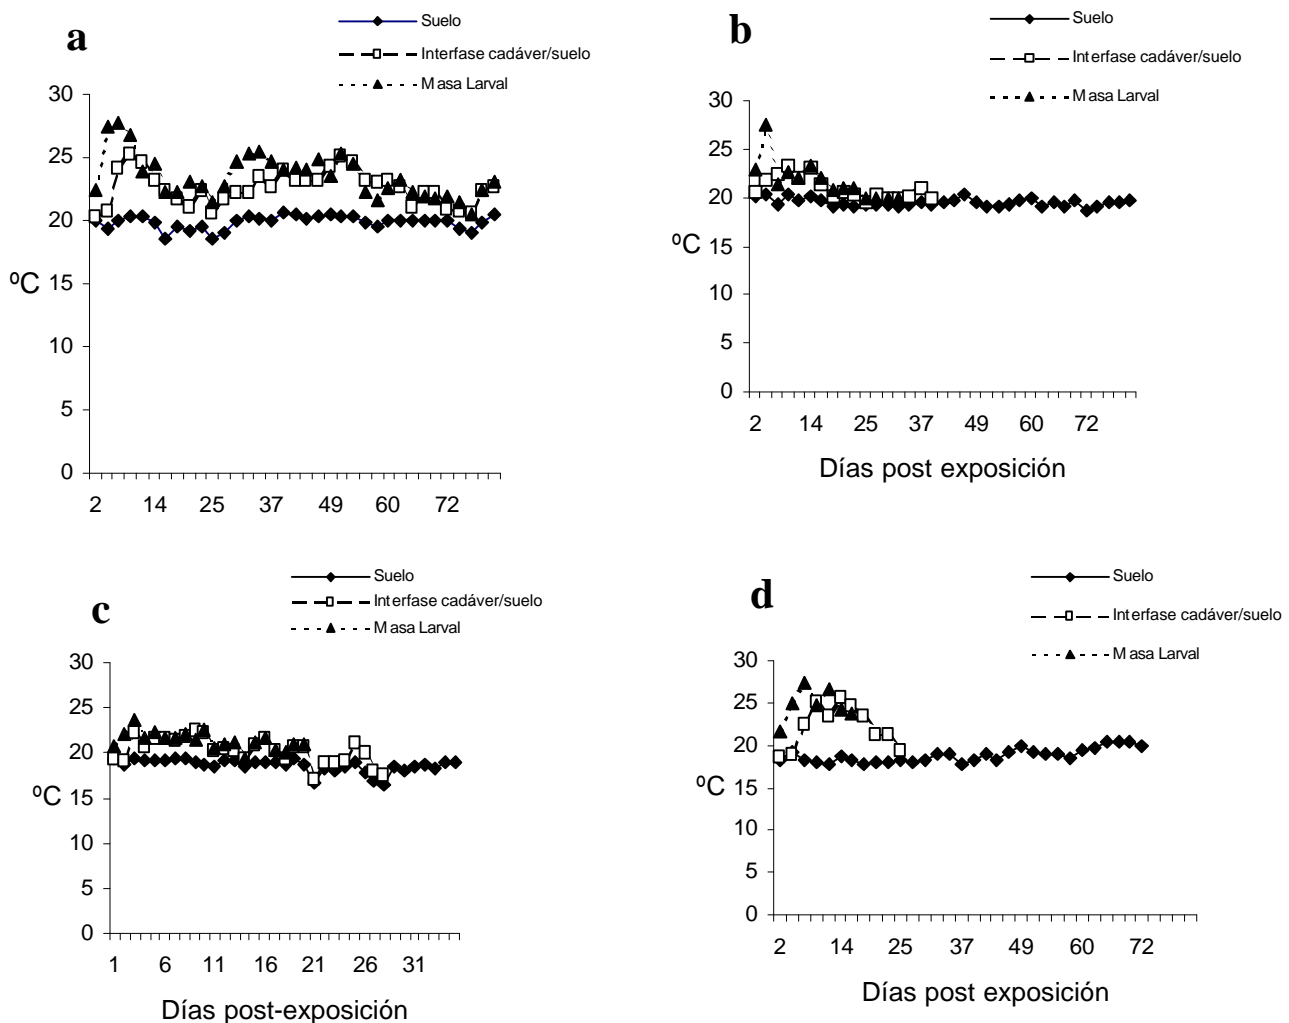 a
Suelo
Interfase cadáver/suelo
Masa Larval
30
25
20
ºC
15
10
5
0
2 14 25 37 49 60 72
b
Suelo
Interfase cadáver/suelo
Masa Larval
30
25
20
ºC
15
10
5
0
2 14 25 37 49 60 72
Días post exposición
c
Suelo
Interfase cadáver/suelo
Masa Larval
30
25
20
ºC
15
10
5
0
1 6 11 16 21 26 31
Días post-exposición
d
Suelo
Interfase cadáver/suelo
Masa Larval
30
25
20
ºC
15
10
5
0
2 14 25 37 49 60 72
Días post exposición